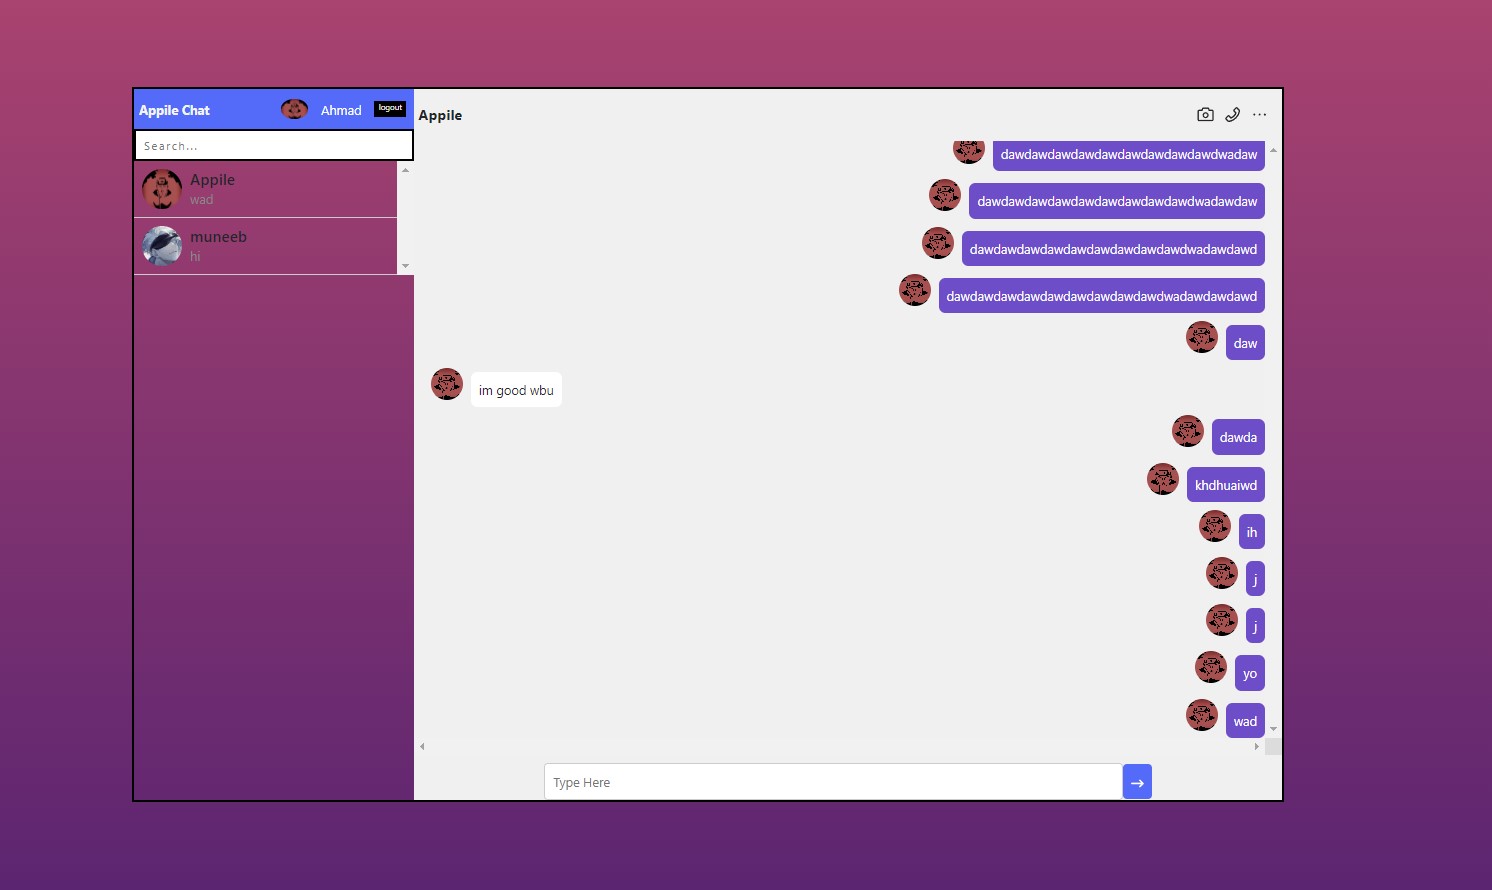 Appile Chat
Ahmad
logout
Search...
Appile
wad
muneeb
hi
Appile
dawdawdawdawdawdawdawdawdawdwadaw
dawdawdawdawdawdawdawdawdawdwadawdaw
dawdawdawdawdawdawdawdawdawdwadawdawd
dawdawdawdawdawdawdawdawdawdwadawdawdawd
daw
im good wbu
dawda
khdhuaiwd
ih
j
j
yo
wad
Type Here